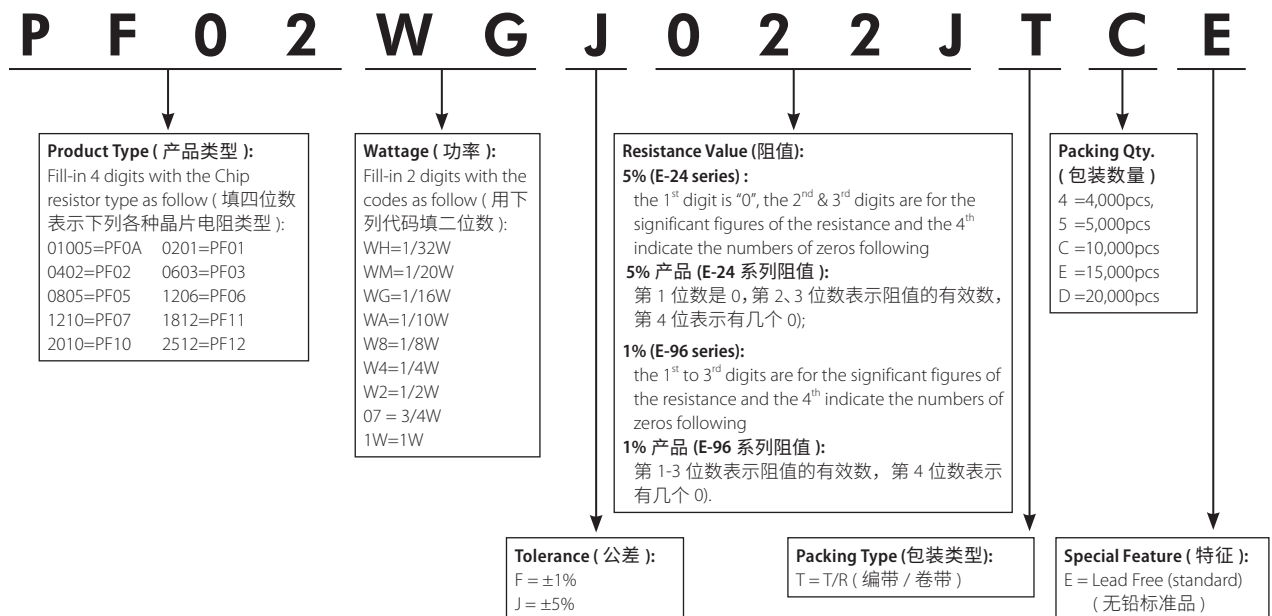 P F 0 2 W G J 0 2 2 J T C E
Product Type ( 产品类型 ):
Fill-in 4 digits with the Chip
resistor type as follow ( 填四位数
表示下列各种晶片电阻类型 ):
01005=PF0A 0201=PF01
0402=PF02 0603=PF03
0805=PF05 1206=PF06
1210=PF07 1812=PF11
2010=PF10 2512=PF12
Wattage ( 功率 ):
Fill-in 2 digits with the
codes as follow ( 用下
列代码填二位数 ):
WH=1/32W
WM=1/20W
WG=1/16W
WA=1/10W
W8=1/8W
W4=1/4W
W2=1/2W
07 = 3/4W
1W=1W
Resistance Value (阻值):
5% (E-24 series) :
the 1st digit is “0”, the 2nd & 3rd digits are for the
significant figures of the resistance and the 4th
indicate the numbers of zeros following
5% 产品 (E-24 系列阻值 ):
第 1 位数是 0, 第 2、3 位数表示阻值的有效数，
第 4 位表示有几个 0);
1% (E-96 series):
the 1st to 3rd digits are for the significant figures of
the resistance and the 4th indicate the numbers of
zeros following
1% 产品 (E-96 系列阻值 ):
第 1-3 位数表示阻值的有效数，第 4 位数表示
有几个 0).
Packing Qty.
( 包装数量 )
4 =4,000pcs,
5 =5,000pcs
C =10,000pcs
E =15,000pcs
D =20,000pcs
Tolerance ( 公差 ):
F = ±1%
J = ±5%
Packing Type (包装类型):
T = T/R ( 编带 / 卷带 )
Special Feature ( 特征 ):
E = Lead Free (standard)
( 无铅标准品 )